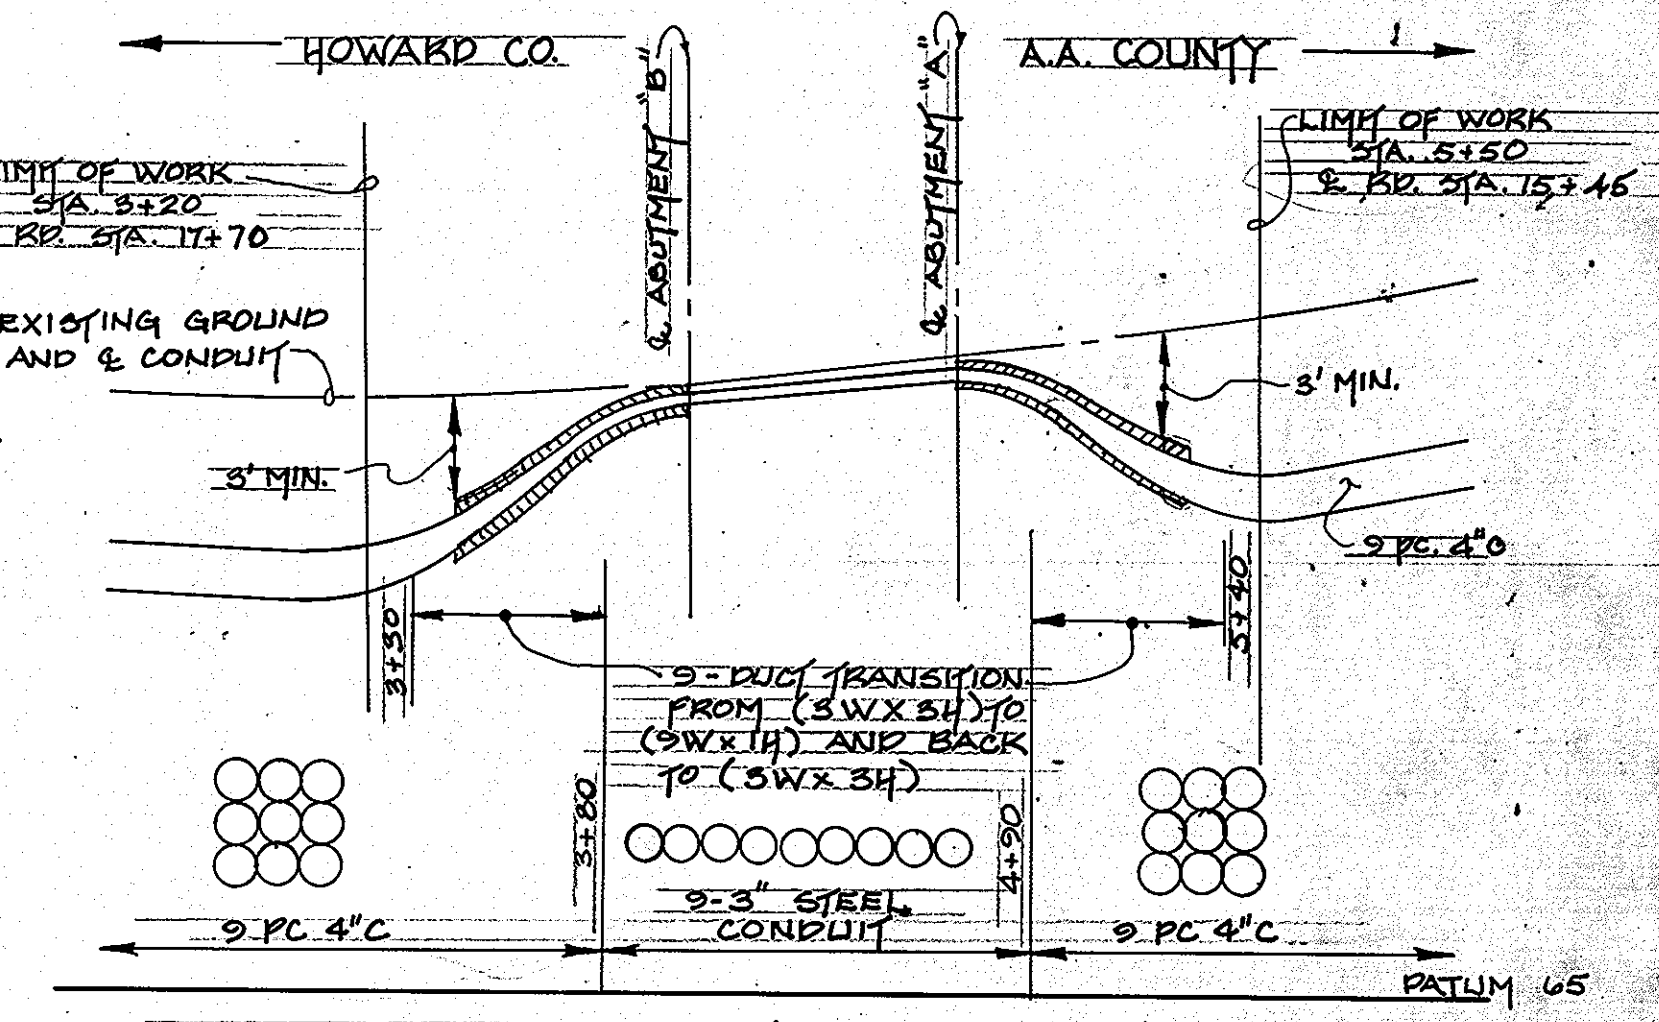 HOWARD CO.
A.A. COUNTY
℄ ABUTMENT "B"
℄ ABUTMENT "A"
IMIT OF WORK
STA. 3+20
RD. STA. 17+70
LIMIT OF WORK
STA. 5+50
℄ RD. STA. 15+45
EXISTING GROUND
AND ℄ CONDUIT
3' MIN.
3' MIN.
9 PC. 4"C
3+30
5+40
9-DUCT TRANSITION
FROM (3W X 3H) TO
(9W X 1H) AND BACK
TO (3W X 3H)
3+80
4+90
9-3" STEEL
CONDUIT
9 PC 4"C
9 PC 4"C
DATUM 65